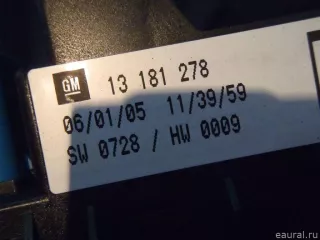 GM 13 181 278
06/01/05 11/39/59
SW 0728 / HW 0009
eaural.ru